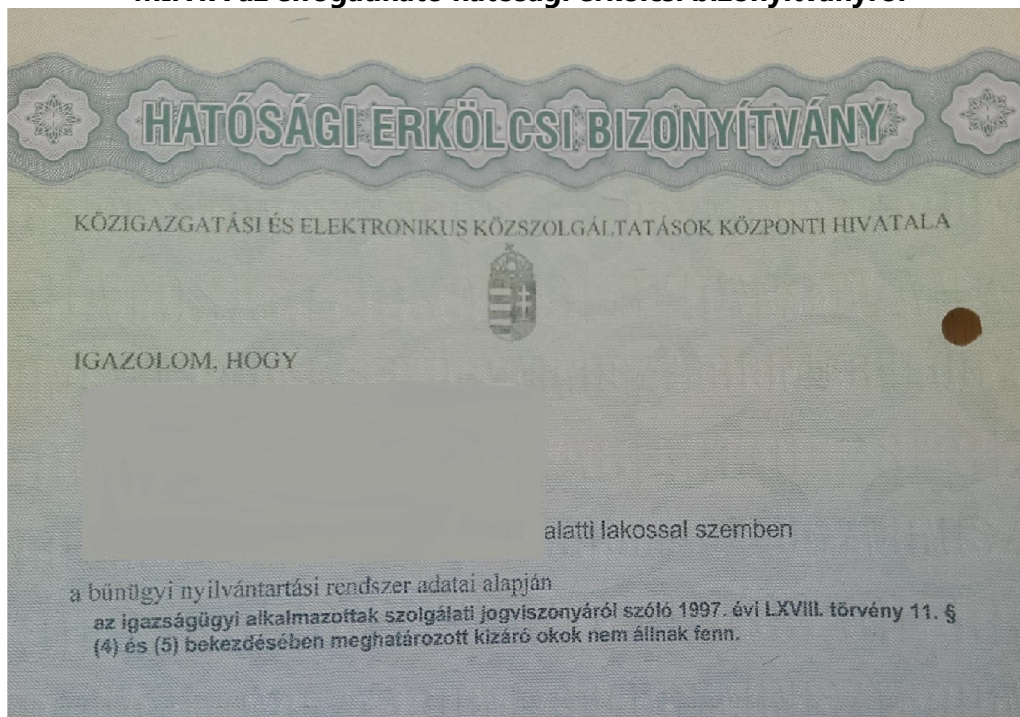 HATÓSÁGI ERKÖLCSI BIZONYÍTVÁNY
KÖZIGAZGATÁSI ÉS ELEKTRONIKUS KÖZSZOLGÁLTATÁSOK KÖZPONTI HIVATALA
IGAZOLOM, HOGY
alatti lakossal szemben
a bűnügyi nyilvántartási rendszer adatai alapján
az igazságügyi alkalmazottak szolgálati jogviszonyáról szóló 1997. évi LXVIII. törvény 11. §
(4) és (5) bekezdésében meghatározott kizáró okok nem állnak fenn.